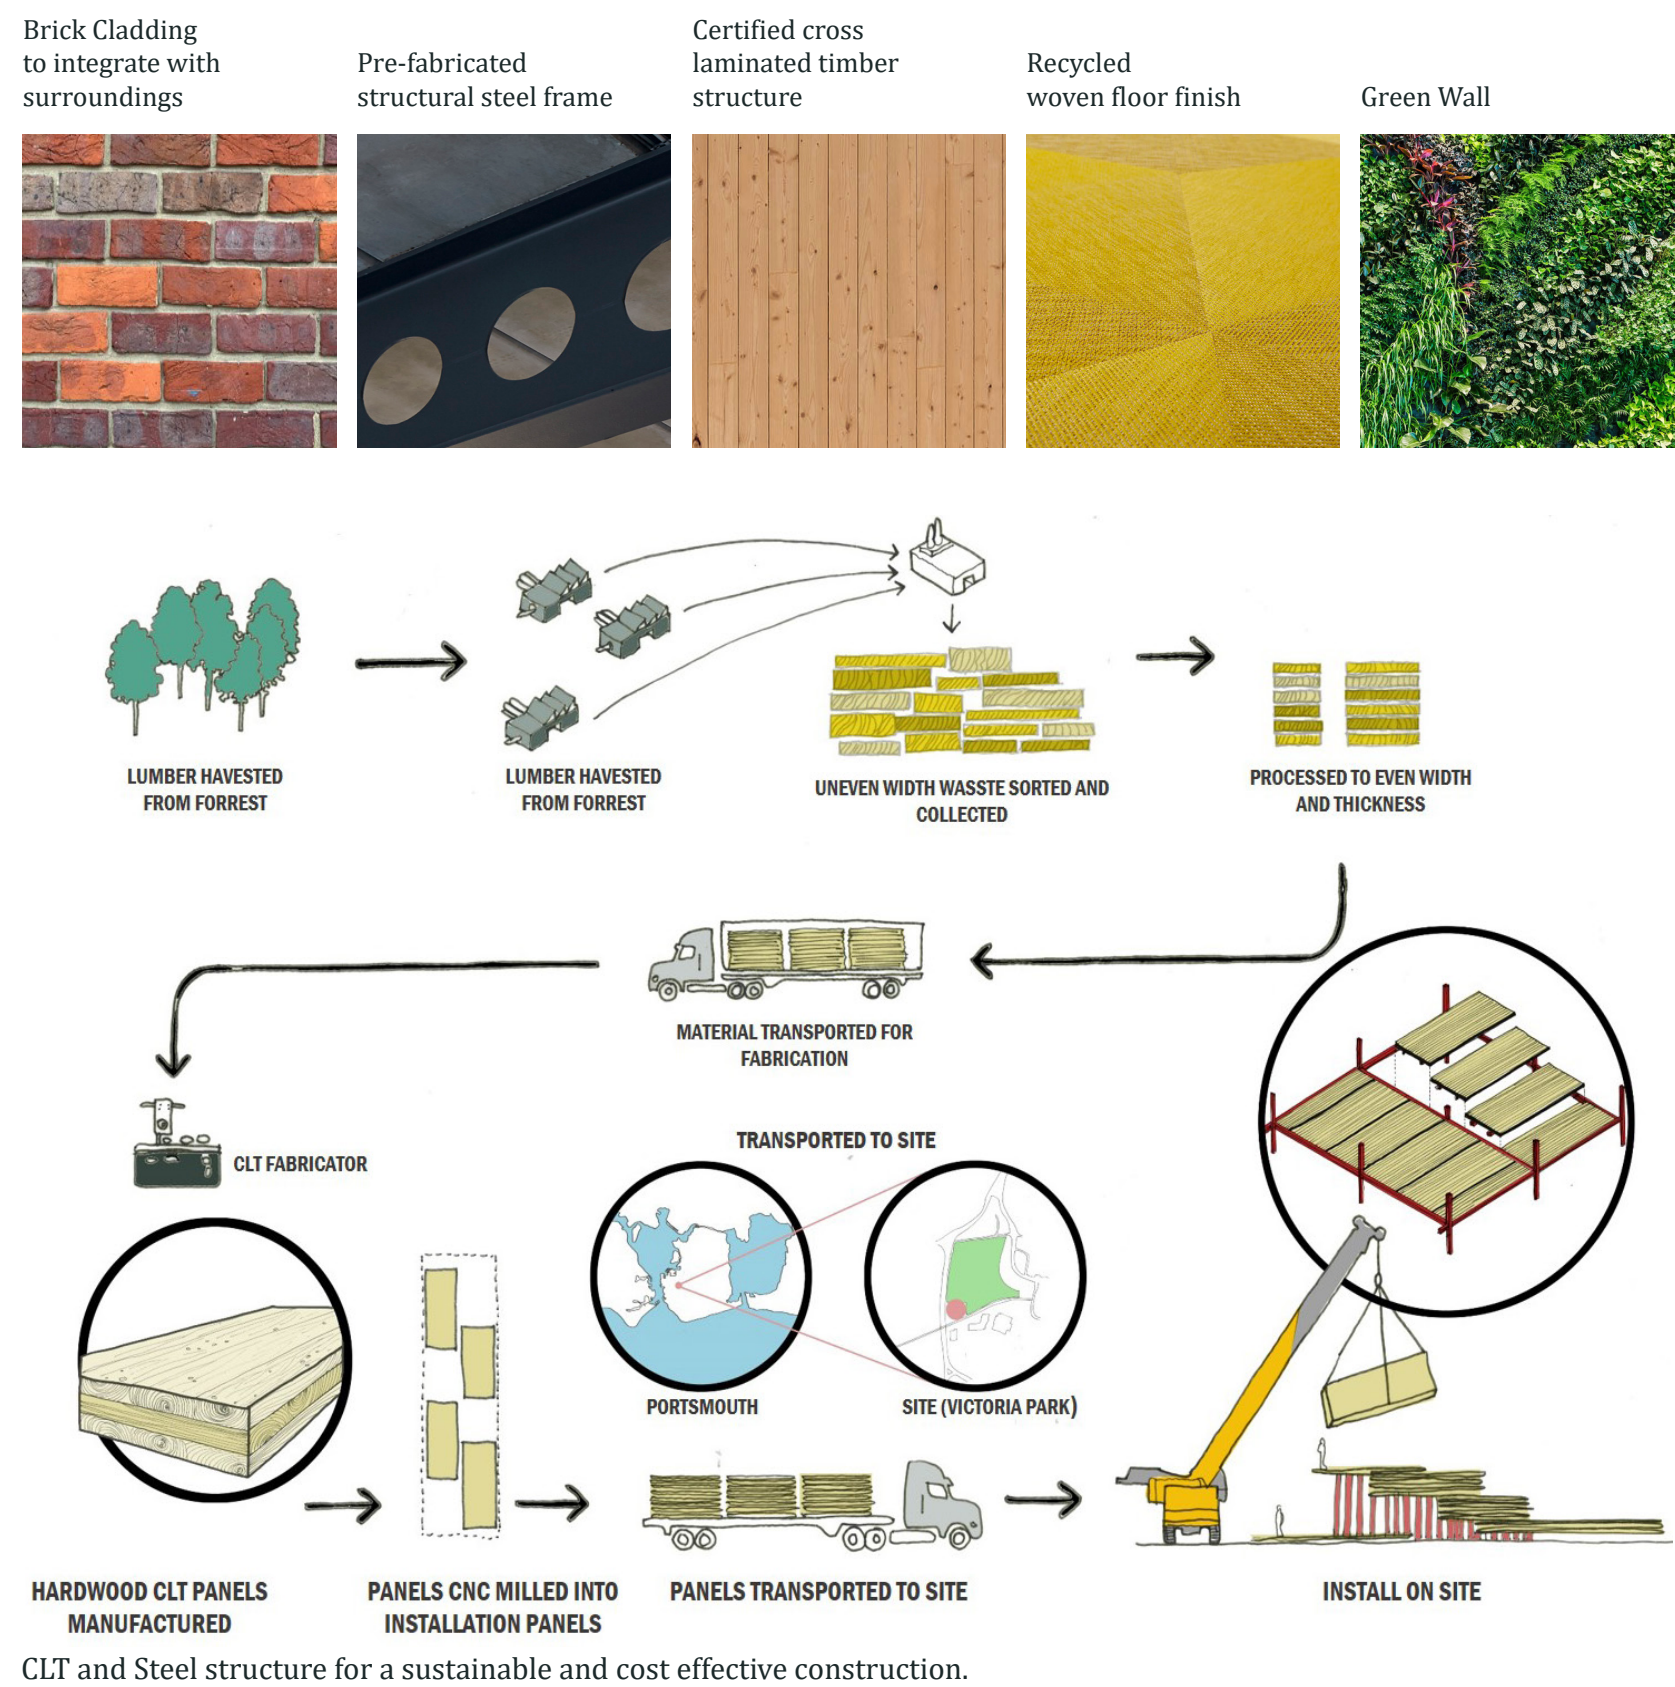 Brick Cladding
to integrate with
surroundings
Pre-fabricated
structural steel frame
Certified cross
laminated timber
structure
Recycled
woven floor finish
Green Wall
LUMBER HAVESTED
FROM FORREST
LUMBER HAVESTED
FROM FORREST
UNEVEN WIDTH WASSTE SORTED AND
COLLECTED
PROCESSED TO EVEN WIDTH
AND THICKNESS
MATERIAL TRANSPORTED FOR
FABRICATION
CLT FABRICATOR
TRANSPORTED TO SITE
PORTSMOUTH
SITE (VICTORIA PARK)
HARDWOOD CLT PANELS
MANUFACTURED
PANELS CNC MILLED INTO
INSTALLATION PANELS
PANELS TRANSPORTED TO SITE
INSTALL ON SITE
CLT and Steel structure for a sustainable and cost effective construction.